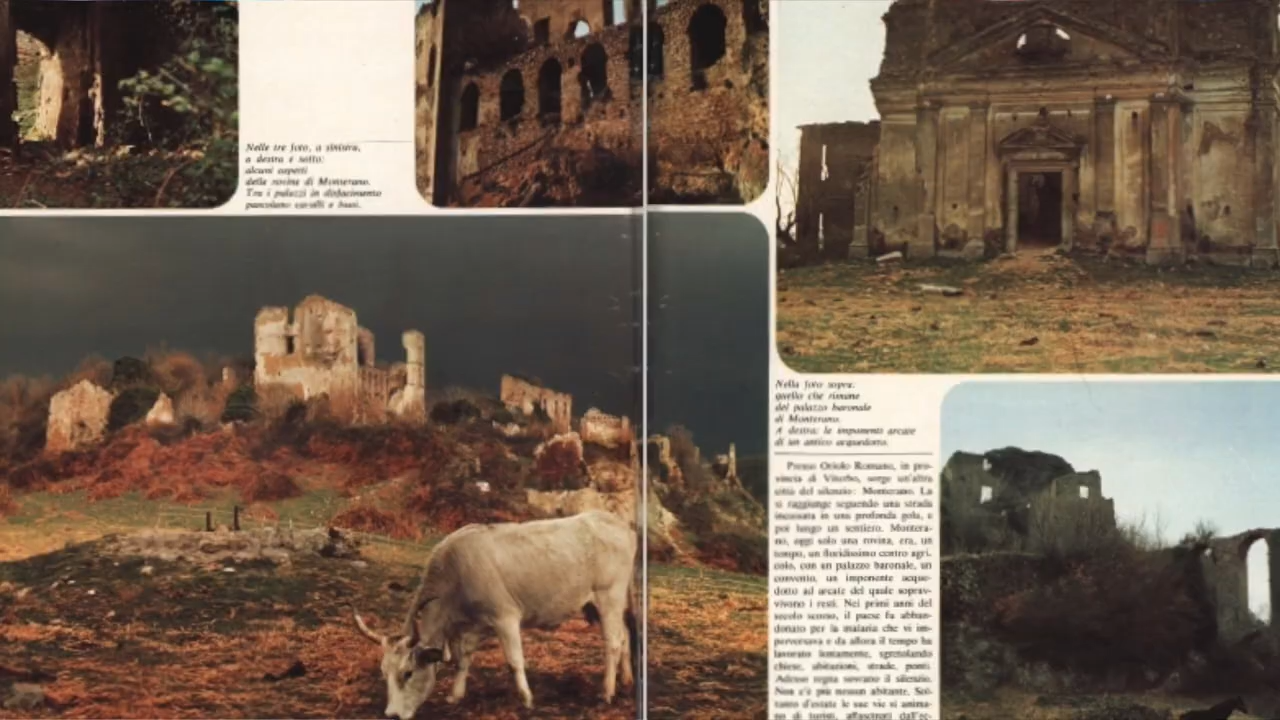 Nelle tre foto, a sinistra,
a destra e sotto:
alcuni aspetti
delle rovine di Monterano.
Tra i palazzi in disfacimento
pascolano cavalli e buoi.
Nella foto sopra:
quello che rimane
del palazzo baronale
di Monterano.
A destra: le imponenti arcate
di un antico acquedotto.
Presso Oriolo Romano, in pro-
vincia di Viterbo, sorge un'altra
città del silenzio: Monterano. La
si raggiunge seguendo una strada
incassata in una profonda gola, e
poi lungo un sentiero. Montera-
no, oggi solo una rovina, era, un
tempo, un floridissimo centro agri-
colo, con un palazzo baronale, un
convento, un imponente acque-
dotto ad arcate del quale soprav-
vivono i resti. Nei primi anni del
secolo scorso, il paese fu abban-
donato per la malaria che vi im-
perversava e da allora il tempo ha
lavorato lentamente, sgretolando
chiese, abitazioni, strade, ponti.
Adesso regna sovrano il silenzio.
Non c'è più nessun abitante. Sol-
tanto d'estate le sue vie si anima-
no di turisti, affascinati dall'ec-